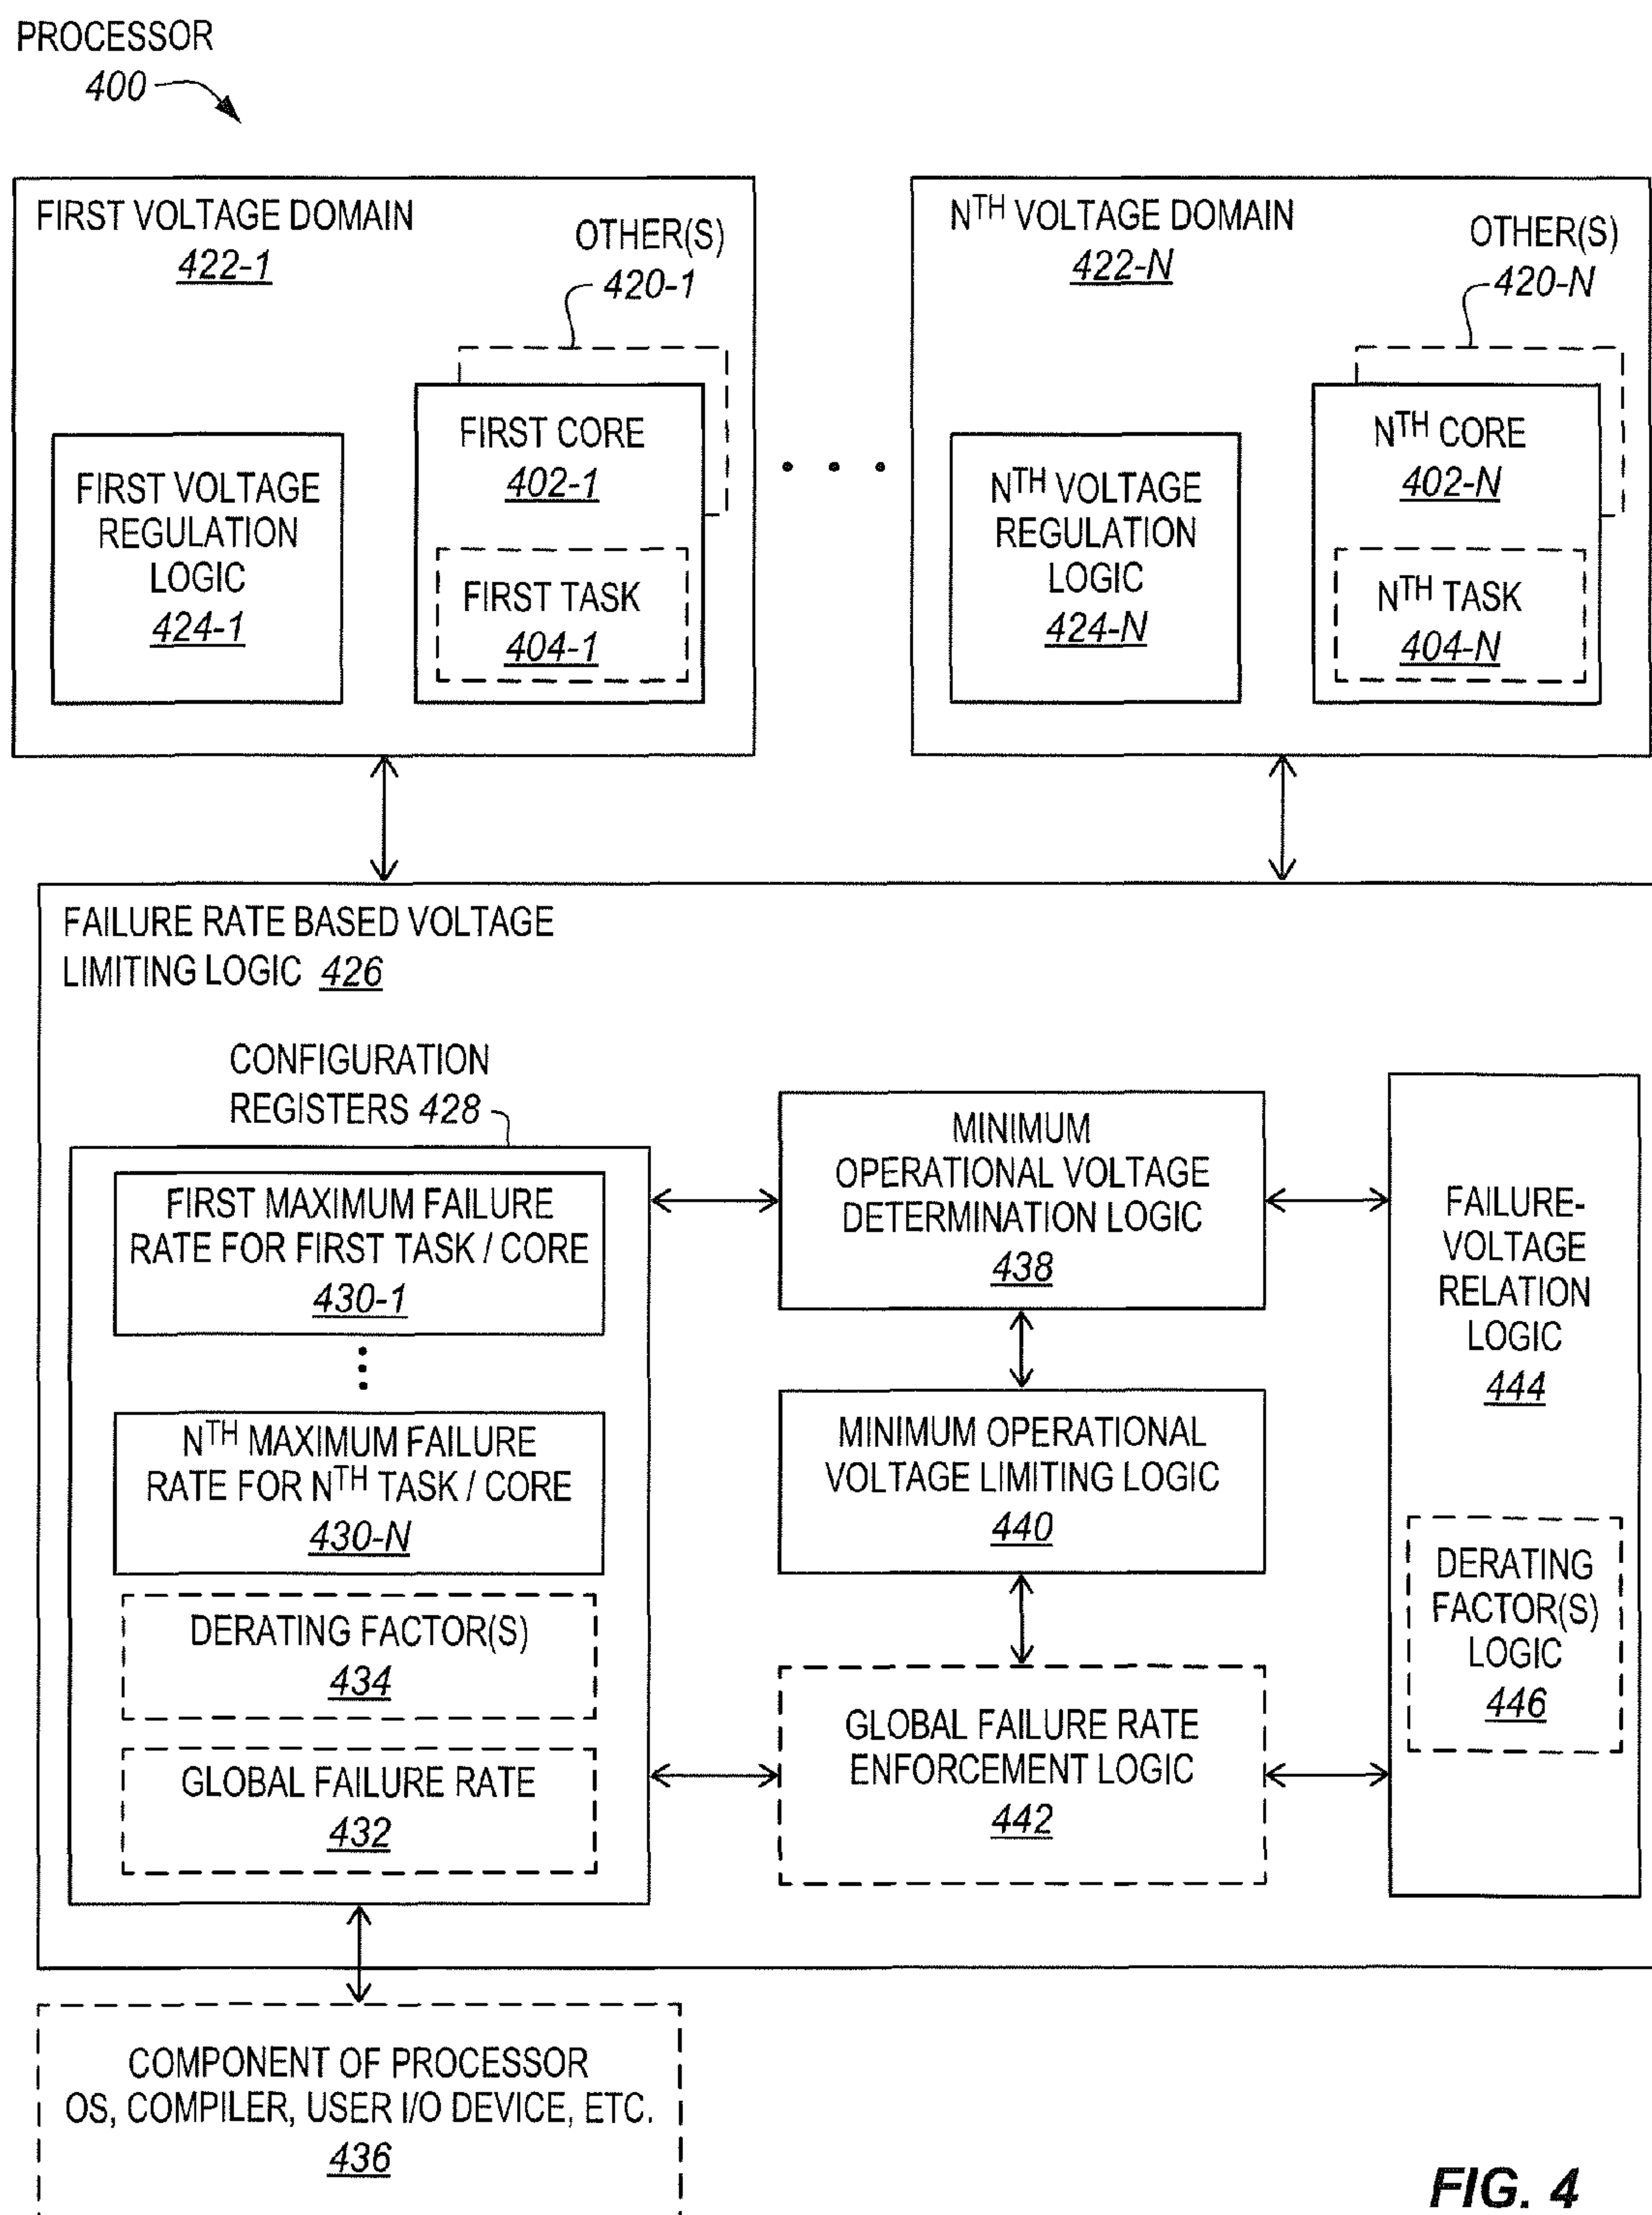 PROCESSOR
400
FIRST VOLTAGE DOMAIN
422-1
OTHER(S)
420-1
FIRST VOLTAGE
REGULATION
LOGIC
424-1
FIRST CORE
402-1
FIRST TASK
404-1
• • •
NTH VOLTAGE DOMAIN
422-N
OTHER(S)
420-N
NTH VOLTAGE
REGULATION
LOGIC
424-N
NTH CORE
402-N
NTH TASK
404-N
FAILURE RATE BASED VOLTAGE
LIMITING LOGIC 426
CONFIGURATION
REGISTERS 428
FIRST MAXIMUM FAILURE
RATE FOR FIRST TASK / CORE
430-1
NTH MAXIMUM FAILURE
RATE FOR NTH TASK / CORE
430-N
DERATING FACTOR(S)
434
GLOBAL FAILURE RATE
432
MINIMUM
OPERATIONAL VOLTAGE
DETERMINATION LOGIC
438
MINIMUM OPERATIONAL
VOLTAGE LIMITING LOGIC
440
GLOBAL FAILURE RATE
ENFORCEMENT LOGIC
442
FAILURE-
VOLTAGE
RELATION
LOGIC
444
DERATING
FACTOR(S)
LOGIC
446
COMPONENT OF PROCESSOR
OS, COMPILER, USER I/O DEVICE, ETC.
436
FIG. 4